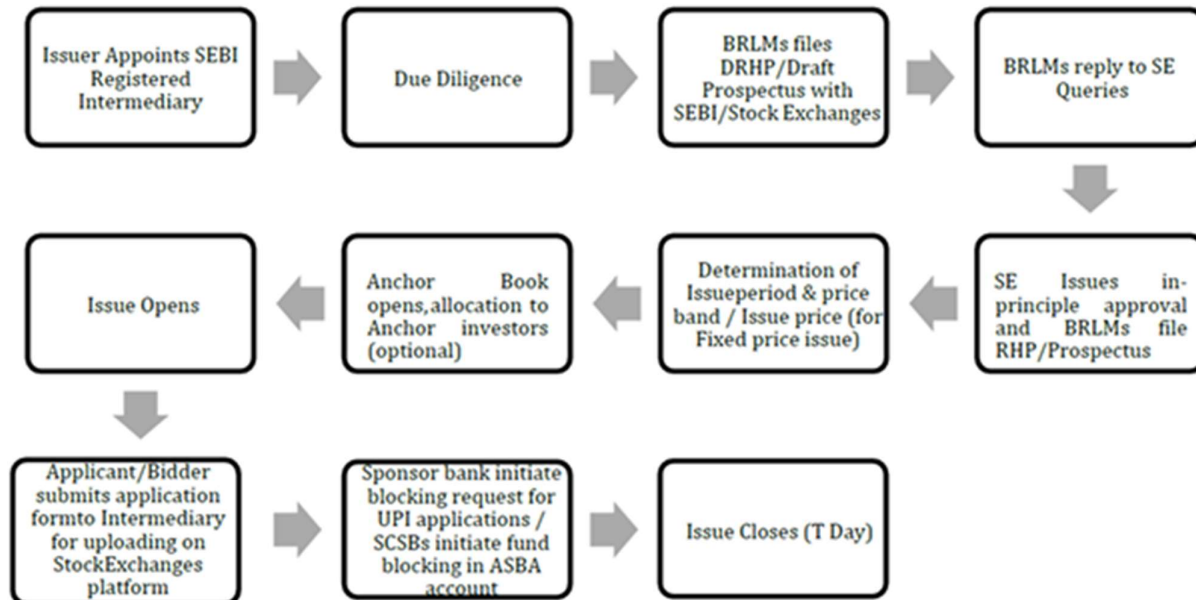 Issuer Appoints SEBI
Registered
Intermediary
Due Diligence
BRLMs files
DRHP/Draft
Prospectus with
SEBI/Stock Exchanges
BRLMs reply to SE
Queries
SE Issues in-
principle approval
and BRLMs file
RHP/Prospectus
Determination of
Issueperiod & price
band / Issue price (for
Fixed price issue)
Anchor Book
opens,allocation to
Anchor investors
(optional)
Issue Opens
Applicant/Bidder
submits application
formto Intermediary
for uploading on
StockExchanges
platform
Sponsor bank initiate
blocking request for
UPI applications /
SCSBs initiate fund
blocking in ASBA
account
Issue Closes (T Day)